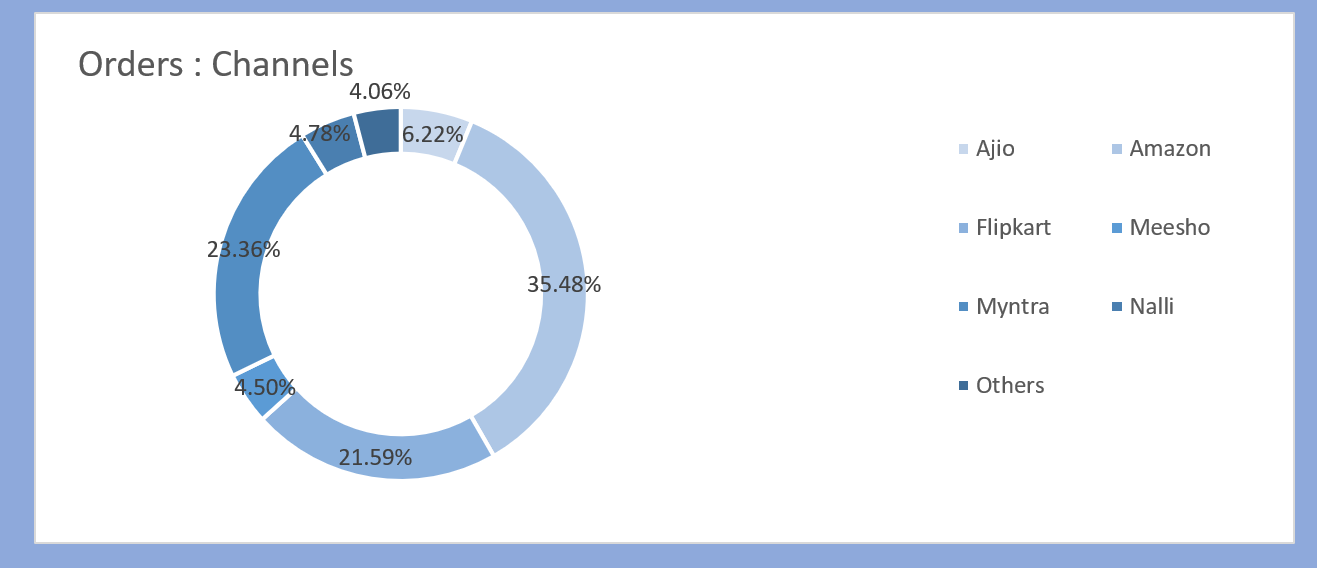 Orders : Channels
4.06%
4.78%
6.22%
23.36%
35.48%
4.50%
21.59%
Ajio
Amazon
Flipkart
Meesho
Myntra
Nalli
Others